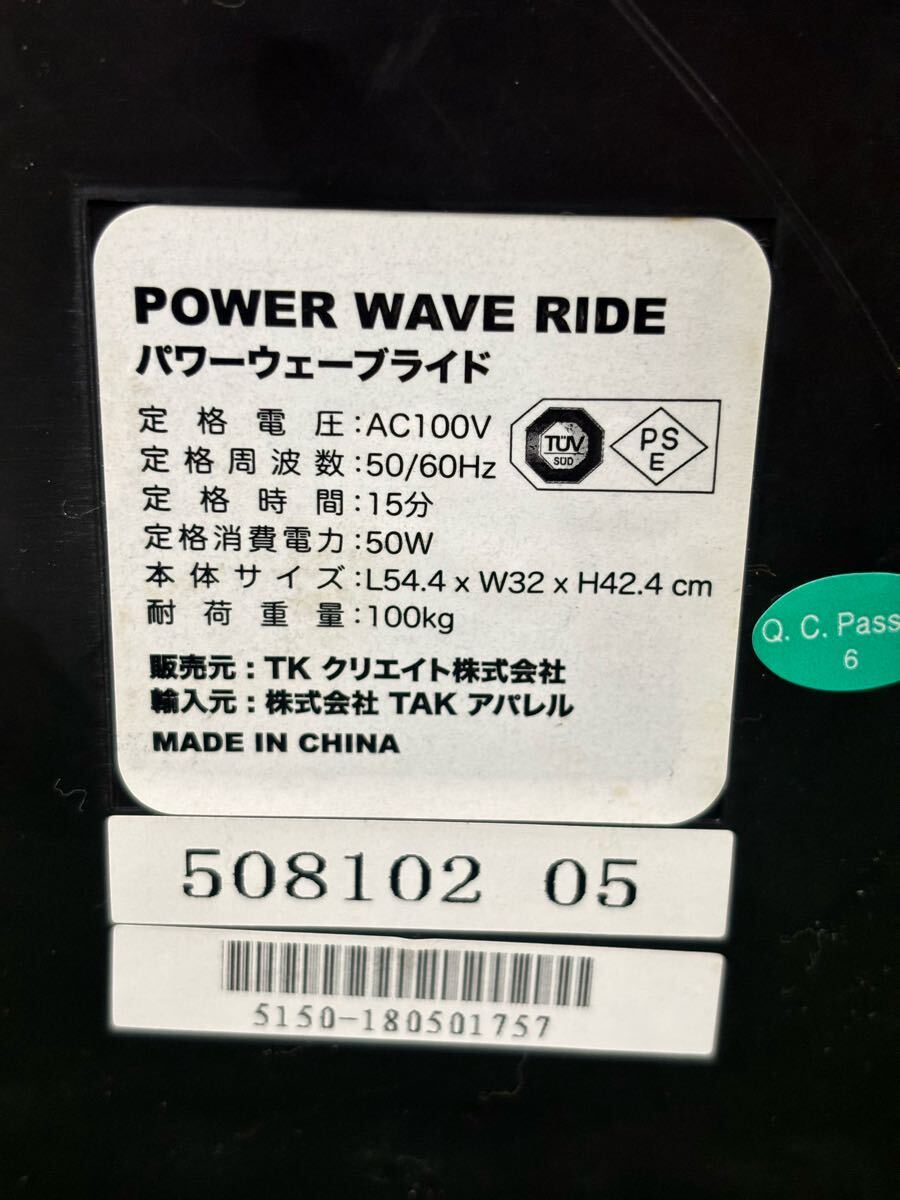 POWER WAVE RIDE
パワーウェーブライド
定格電圧:AC100V
定格周波数:50/60Hz
TÜV
SÜD
PS
E
定格時間:15分
定格消費電力:50W
本体サイズ:L54.4 x W32 x H42.4 cm
耐荷重量:100kg
販売元:TK クリエイト株式会社
輸入元:株式会社 TAK アパレル
MADE IN CHINA
Q. C. Pass
6
508102 05
5150-180501757